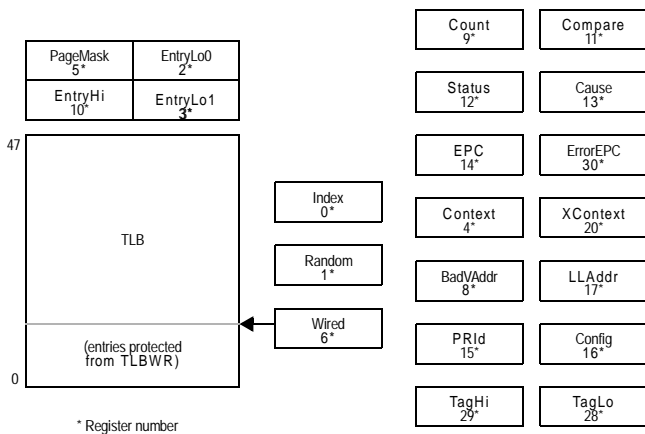 PageMask
5*
EntryLo0
2*
EntryHi
10*
EntryLo1
3*
47
TLB
(entries protected
from TLBWR)
0
* Register number
Index
0*
Random
1*
Wired
6*
Count
9*
Compare
11*
Status
12*
Cause
13*
EPC
14*
ErrorEPC
30*
Context
4*
XContext
20*
BadVAddr
8*
LLAddr
17*
PRId
15*
Config
16*
TagHi
29*
TagLo
28*